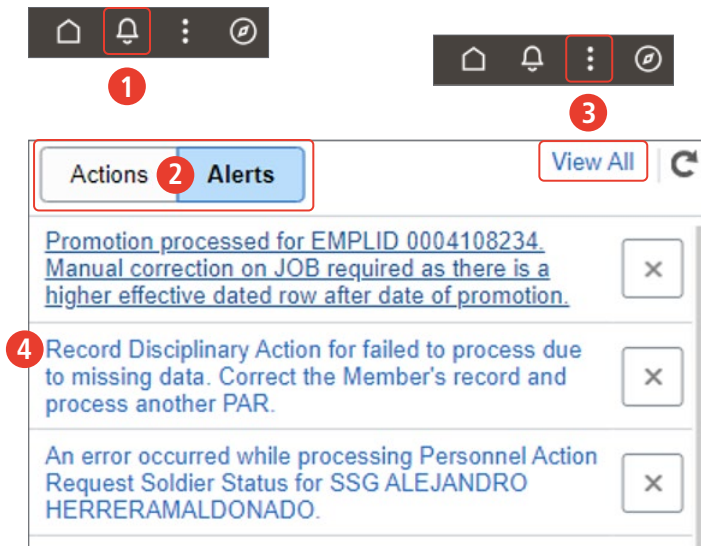 1
3
Actions 2 Alerts
View All
Promotion processed for EMPLID 0004108234.
Manual correction on JOB required as there is a
higher effective dated row after date of promotion.
4
Record Disciplinary Action for failed to process due
to missing data. Correct the Member's record and
process another PAR.
An error occurred while processing Personnel Action
Request Soldier Status for SSG ALEJANDRO
HERRERAMALDONADO.